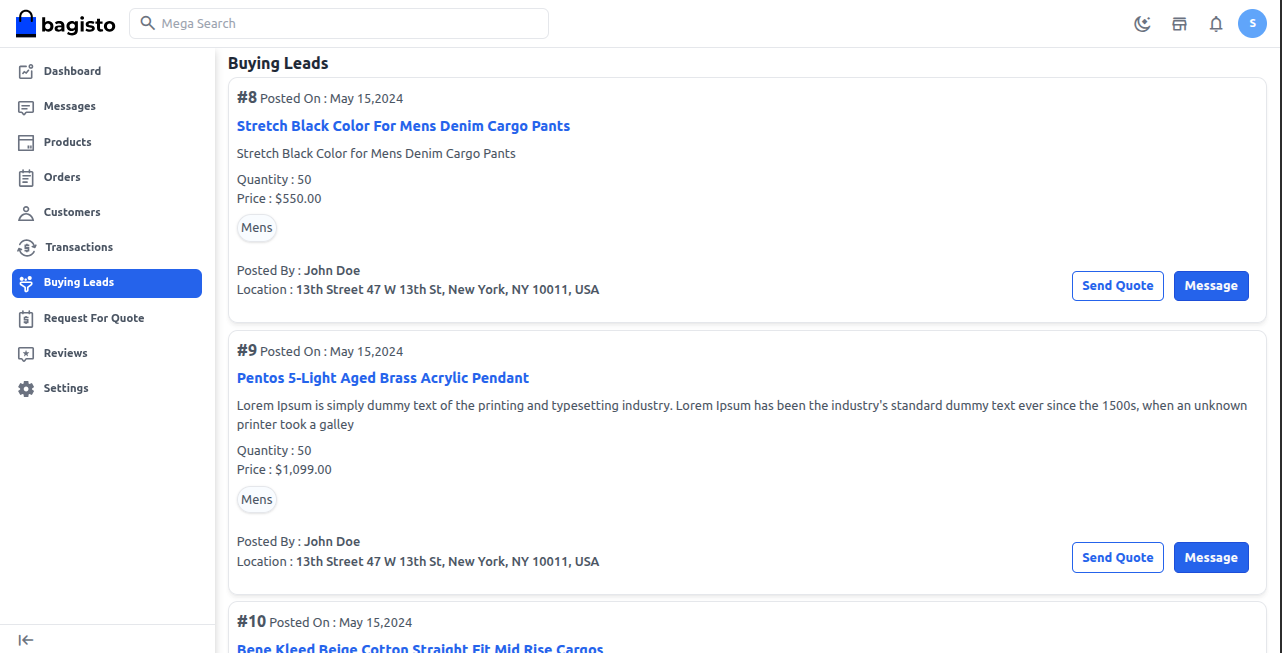 bagisto
Mega Search
S
Dashboard
Messages
Products
Orders
Customers
Transactions
Buying Leads
Request For Quote
Reviews
Settings
Buying Leads
#8 Posted On : May 15,2024
Stretch Black Color For Mens Denim Cargo Pants
Stretch Black Color for Mens Denim Cargo Pants
Quantity : 50
Price : $550.00
Mens
Posted By : John Doe
Location : 13th Street 47 W 13th St, New York, NY 10011, USA
Send Quote
Message
#9 Posted On : May 15,2024
Pentos 5-Light Aged Brass Acrylic Pendant
Lorem Ipsum is simply dummy text of the printing and typesetting industry. Lorem Ipsum has been the industry's standard dummy text ever since the 1500s, when an unknown
printer took a galley
Quantity : 50
Price : $1,099.00
Mens
Posted By : John Doe
Location : 13th Street 47 W 13th St, New York, NY 10011, USA
Send Quote
Message
#10 Posted On : May 15,2024
Bene Kleed Beige Cotton Straight Fit Mid Rise Cargos